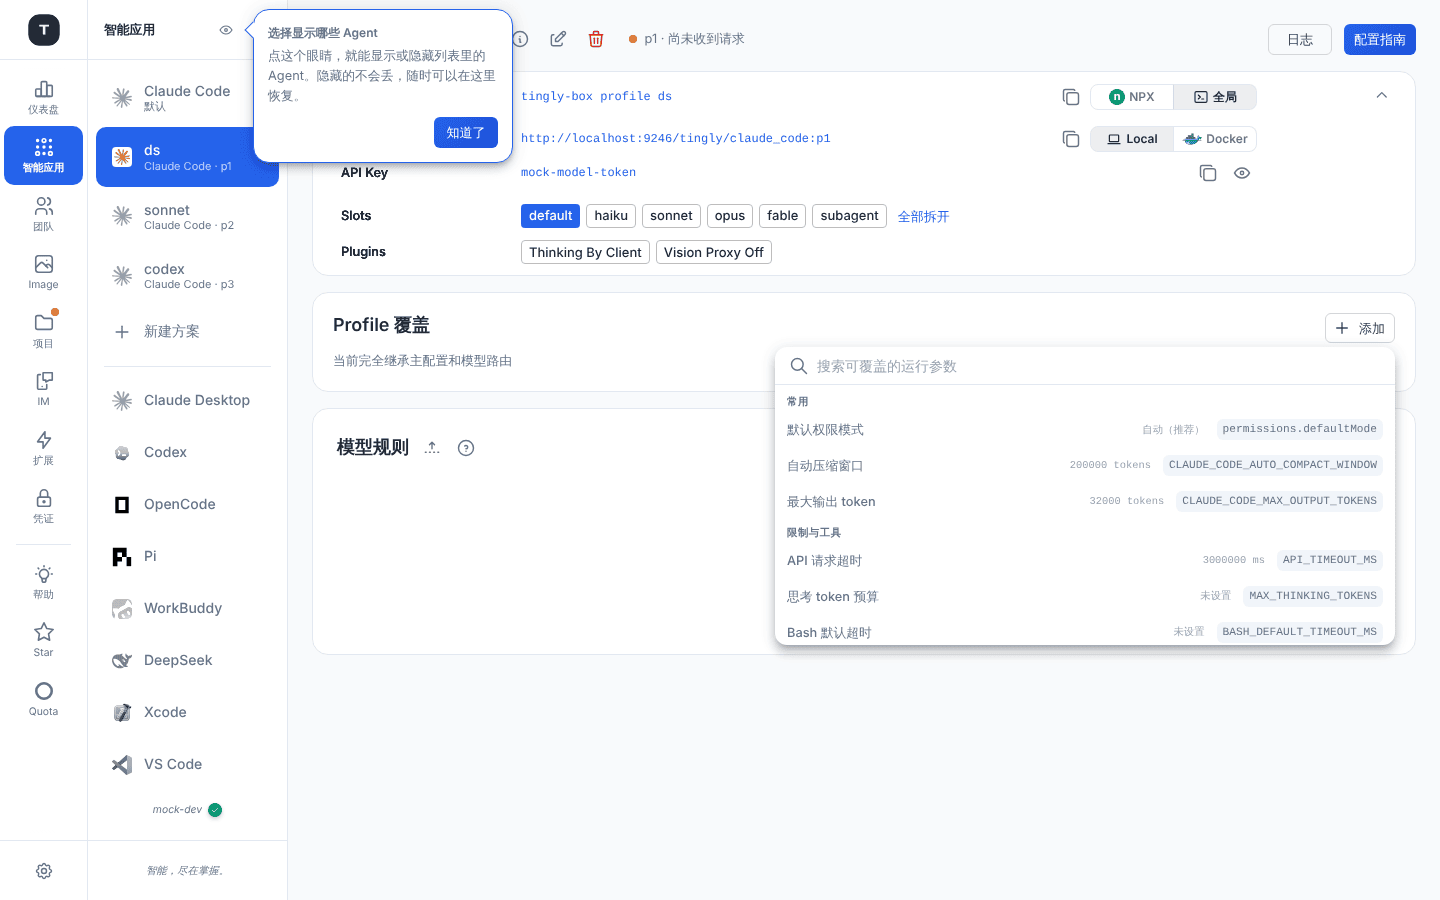 T
仪表盘
智能应用
团队
Image
项目
IM
扩展
凭证
帮助
Star
Quota
智能应用
Claude Code
默认
ds
Claude Code · p1
sonnet
Claude Code · p2
codex
Claude Code · p3
新建方案
Claude Desktop
Codex
OpenCode
Pi
WorkBuddy
DeepSeek
Xcode
VS Code
mock-dev
智能，尽在掌握。
选择显示哪些 Agent
点这个眼睛，就能显示或隐藏列表里的
Agent。隐藏的不会丢，随时可以在这里
恢复。
知道了
p1 · 尚未收到请求
日志
配置指南
tingly-box profile ds
n NPX
全局
http://localhost:9246/tingly/claude_code:p1
Local
Docker
API Key
mock-model-token
Slots
default
haiku
sonnet
opus
fable
subagent
全部拆开
Plugins
Thinking By Client
Vision Proxy Off
Profile 覆盖
添加
当前完全继承主配置和模型路由
模型规则
搜索可覆盖的运行参数
常用
默认权限模式 自动（推荐） permissions.defaultMode
自动压缩窗口 200000 tokens CLAUDE_CODE_AUTO_COMPACT_WINDOW
最大输出 token 32000 tokens CLAUDE_CODE_MAX_OUTPUT_TOKENS
限制与工具
API 请求超时 3000000 ms API_TIMEOUT_MS
思考 token 预算 未设置 MAX_THINKING_TOKENS
Bash 默认超时 未设置 BASH_DEFAULT_TIMEOUT_MS